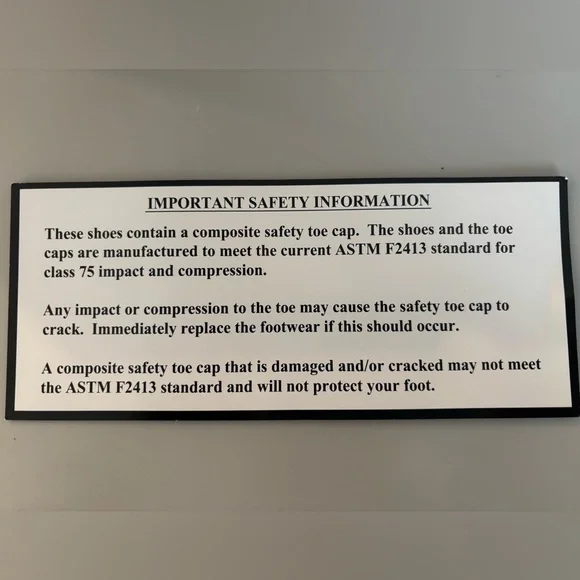 IMPORTANT SAFETY INFORMATION
These shoes contain a composite safety toe cap. The shoes and the toe
caps are manufactured to meet the current ASTM F2413 standard for
class 75 impact and compression.
Any impact or compression to the toe may cause the safety toe cap to
crack. Immediately replace the footwear if this should occur.
A composite safety toe cap that is damaged and/or cracked may not meet
the ASTM F2413 standard and will not protect your foot.